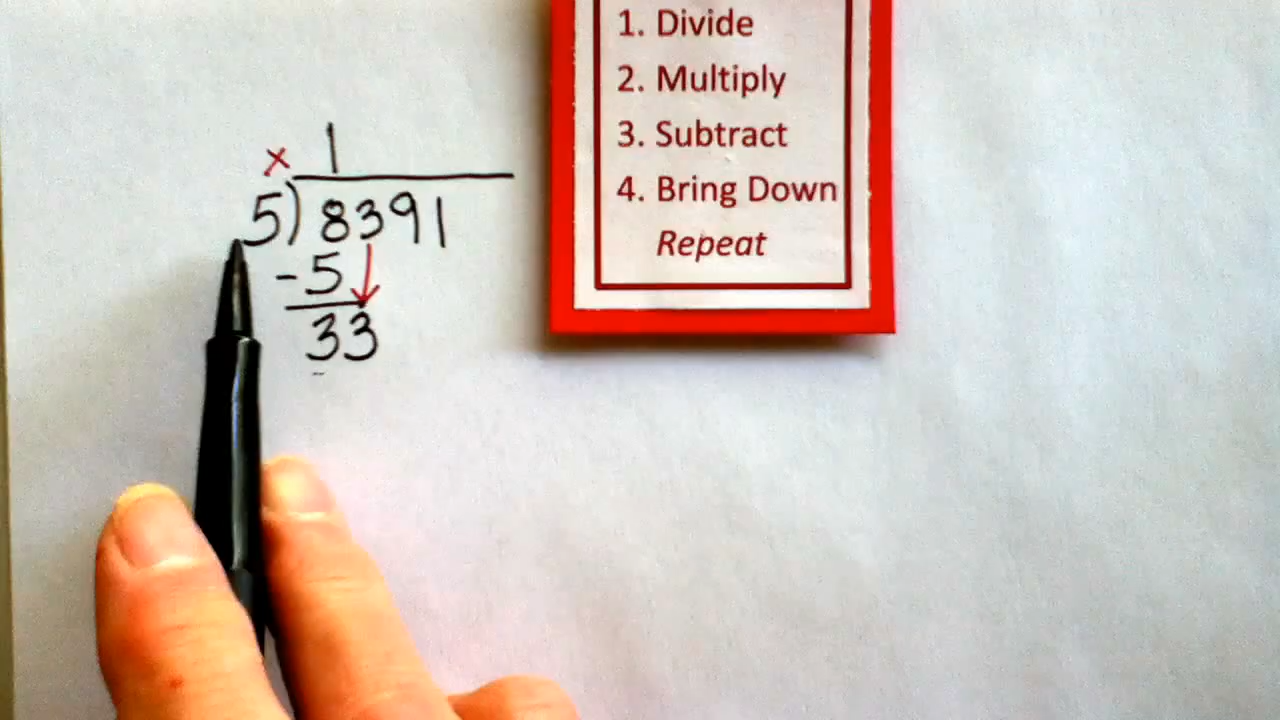 1
x
5)8391
-5
33
1. Divide
2. Multiply
3. Subtract
4. Bring Down
Repeat